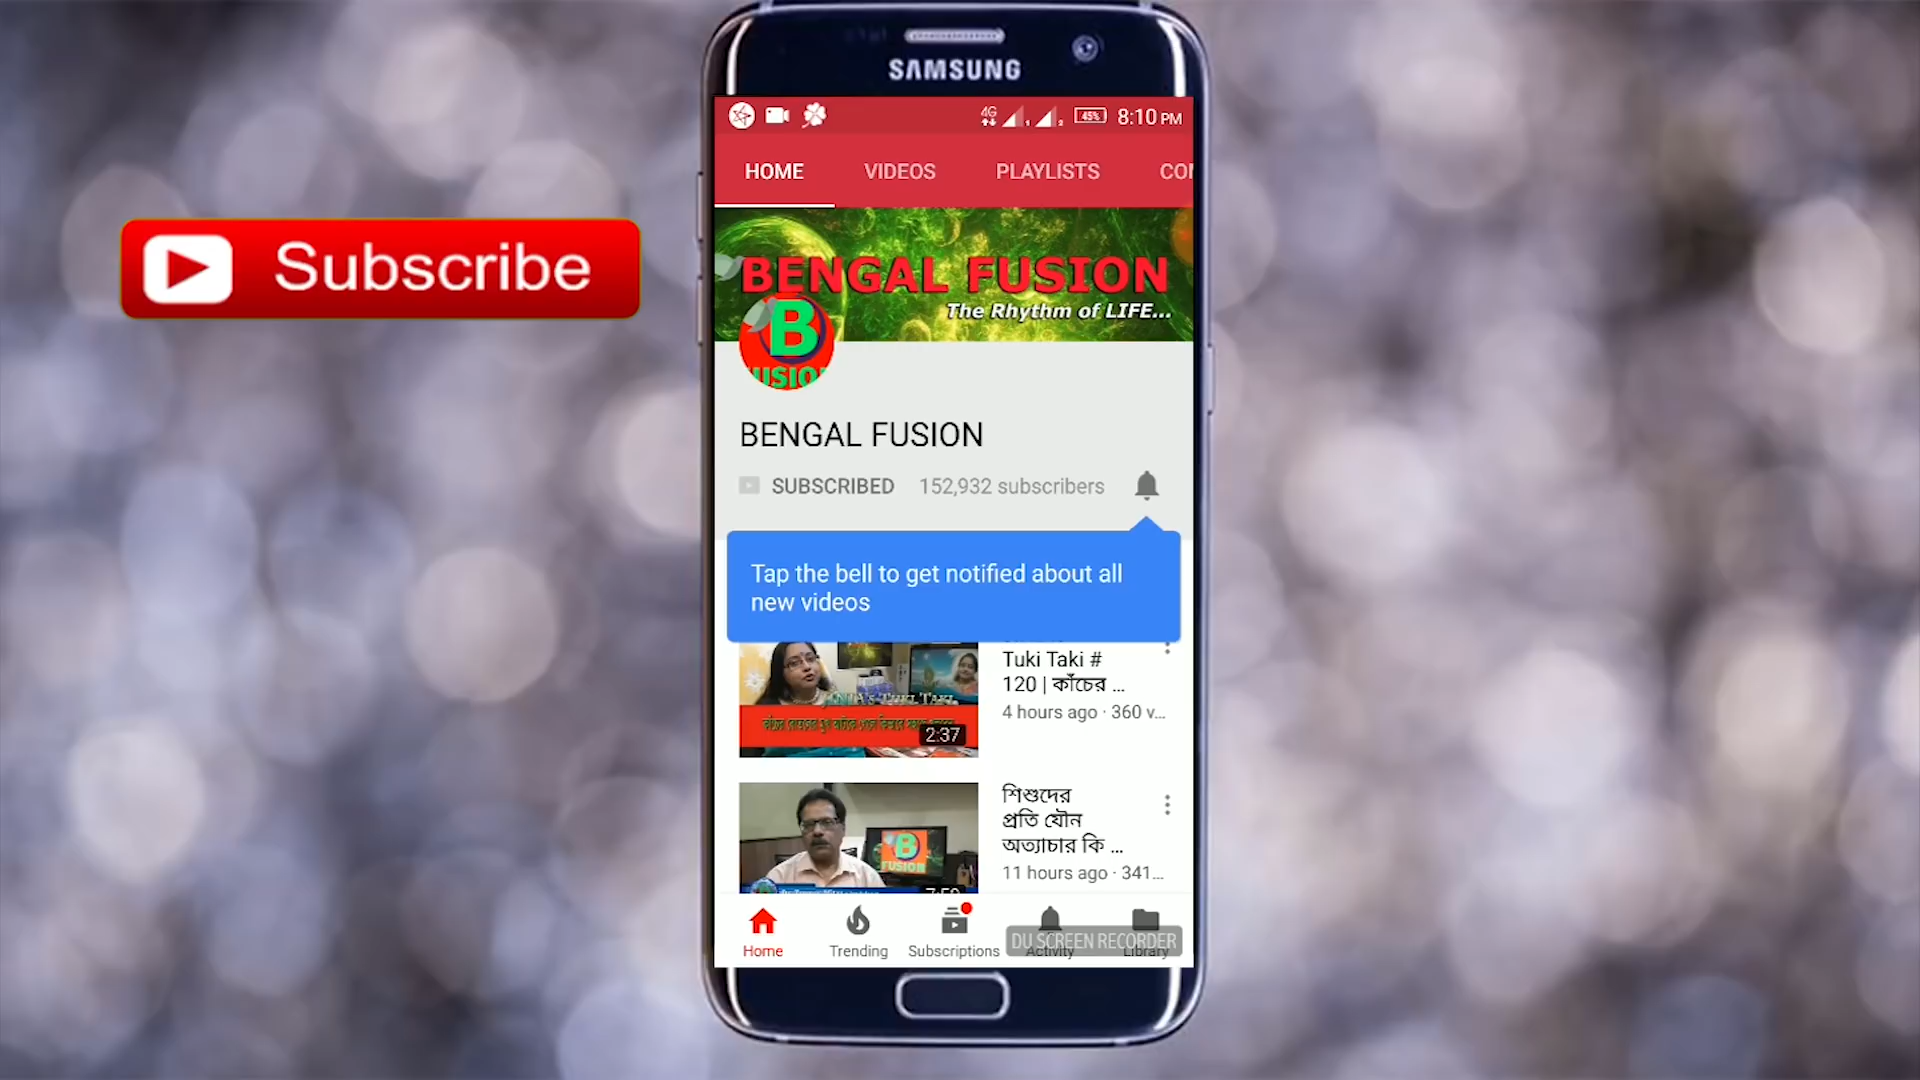 SAMSUNG
4G
45%
8:10 PM
HOME
VIDEOS
PLAYLISTS
CO
Subscribe
BENGAL FUSION
The Rhythm of LIFE...
B
FUSION
BENGAL FUSION
SUBSCRIBED
152,932 subscribers
Tap the bell to get notified about all
new videos
Tuki Taki #
120 | কাঁচের ...
4 hours ago · 360 v...
2:37
শিশুদের
প্রতি যৌন
অত্যাচার কি ...
11 hours ago · 341...
B
FUSION
7:59
Home
Trending
Subscriptions
Activity
Library
DU SCREEN RECORDER